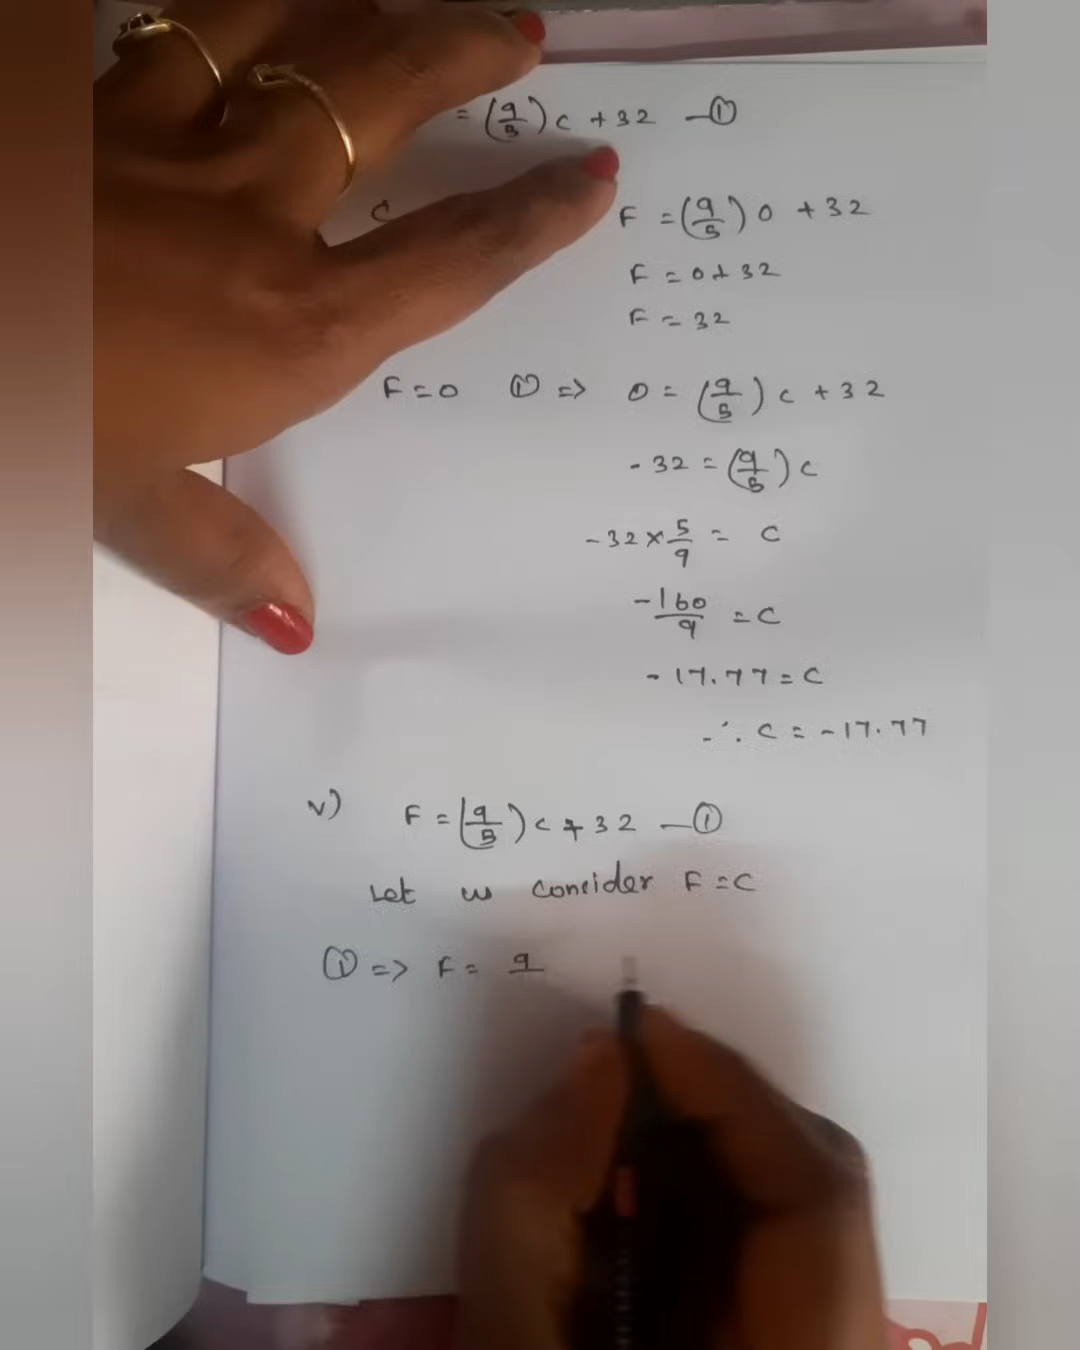 = (9/5) c + 32 — ①
C
F = (9/5) 0 + 32
F = 0 + 32
F = 32
F = 0 ① => 0 = (9/5) c + 32
- 32 = (9/5) c
- 32 × 5/9 = C
-160/9 = C
- 17.77 = C
∴ C = -17.77
v) F = (9/5) c + 32 — ①
Let us consider F = C
① => F = 9